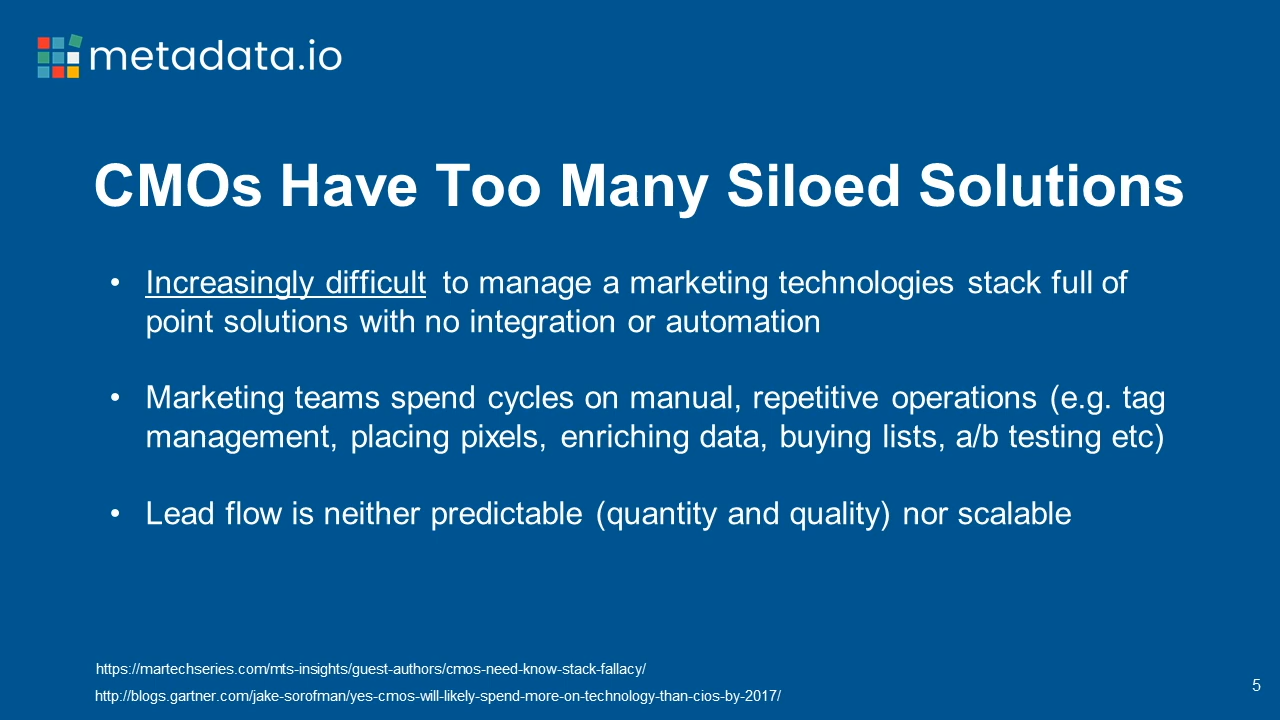 metadata.io
CMOs Have Too Many Siloed Solutions
• Increasingly difficult to manage a marketing technologies stack full of
point solutions with no integration or automation
• Marketing teams spend cycles on manual, repetitive operations (e.g. tag
management, placing pixels, enriching data, buying lists, a/b testing etc)
• Lead flow is neither predictable (quantity and quality) nor scalable
https://martechseries.com/mts-insights/guest-authors/cmos-need-know-stack-fallacy/
http://blogs.gartner.com/jake-sorofman/yes-cmos-will-likely-spend-more-on-technology-than-cios-by-2017/
5